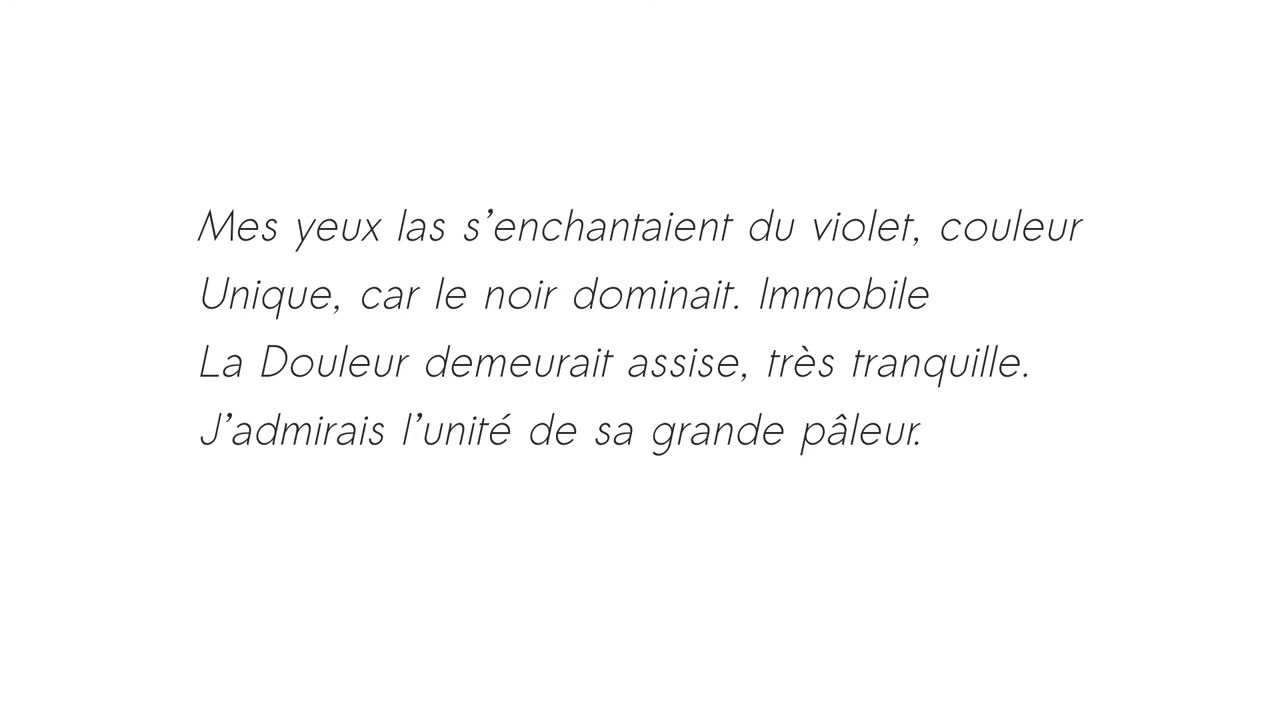 Mes yeux las s’enchantaient du violet, couleur
Unique, car le noir dominait. Immobile
La Douleur demeurait assise, très tranquille.
J’admirais l’unité de sa grande pâleur.